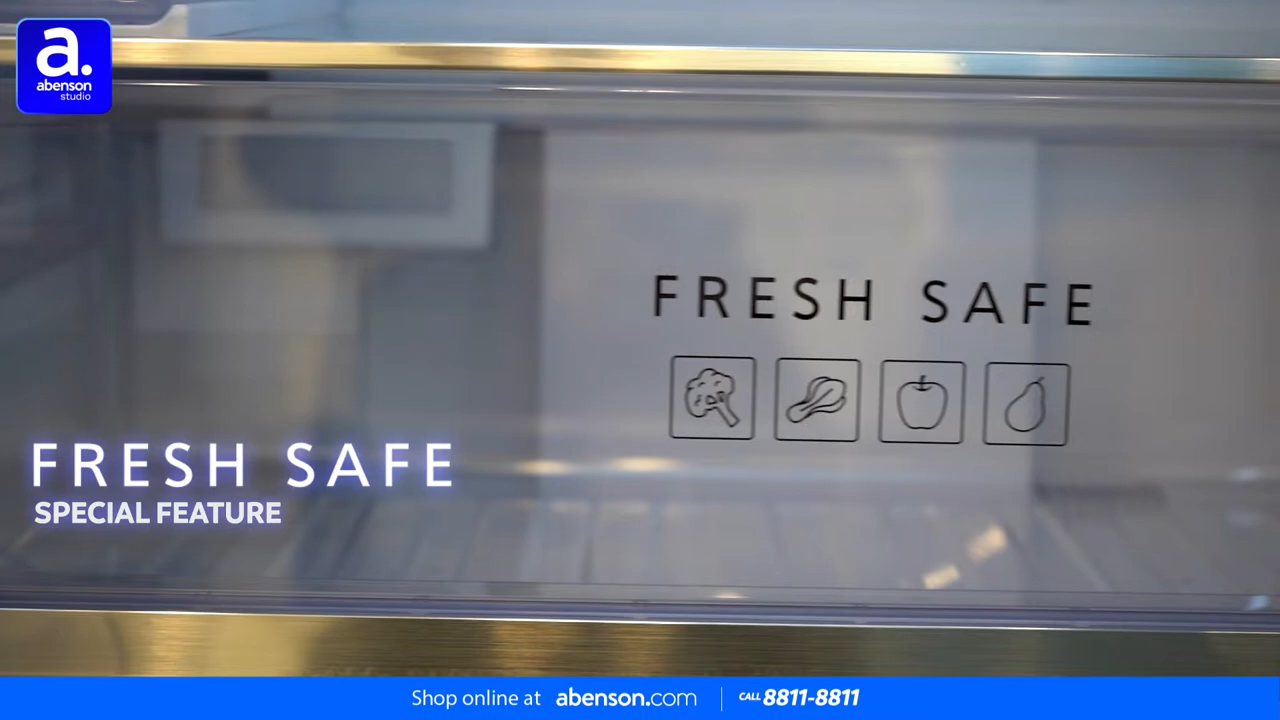 a.
abenson
studio
FRESH SAFE
FRESH SAFE
SPECIAL FEATURE
Shop online at abenson.com
CALL 8811-8811